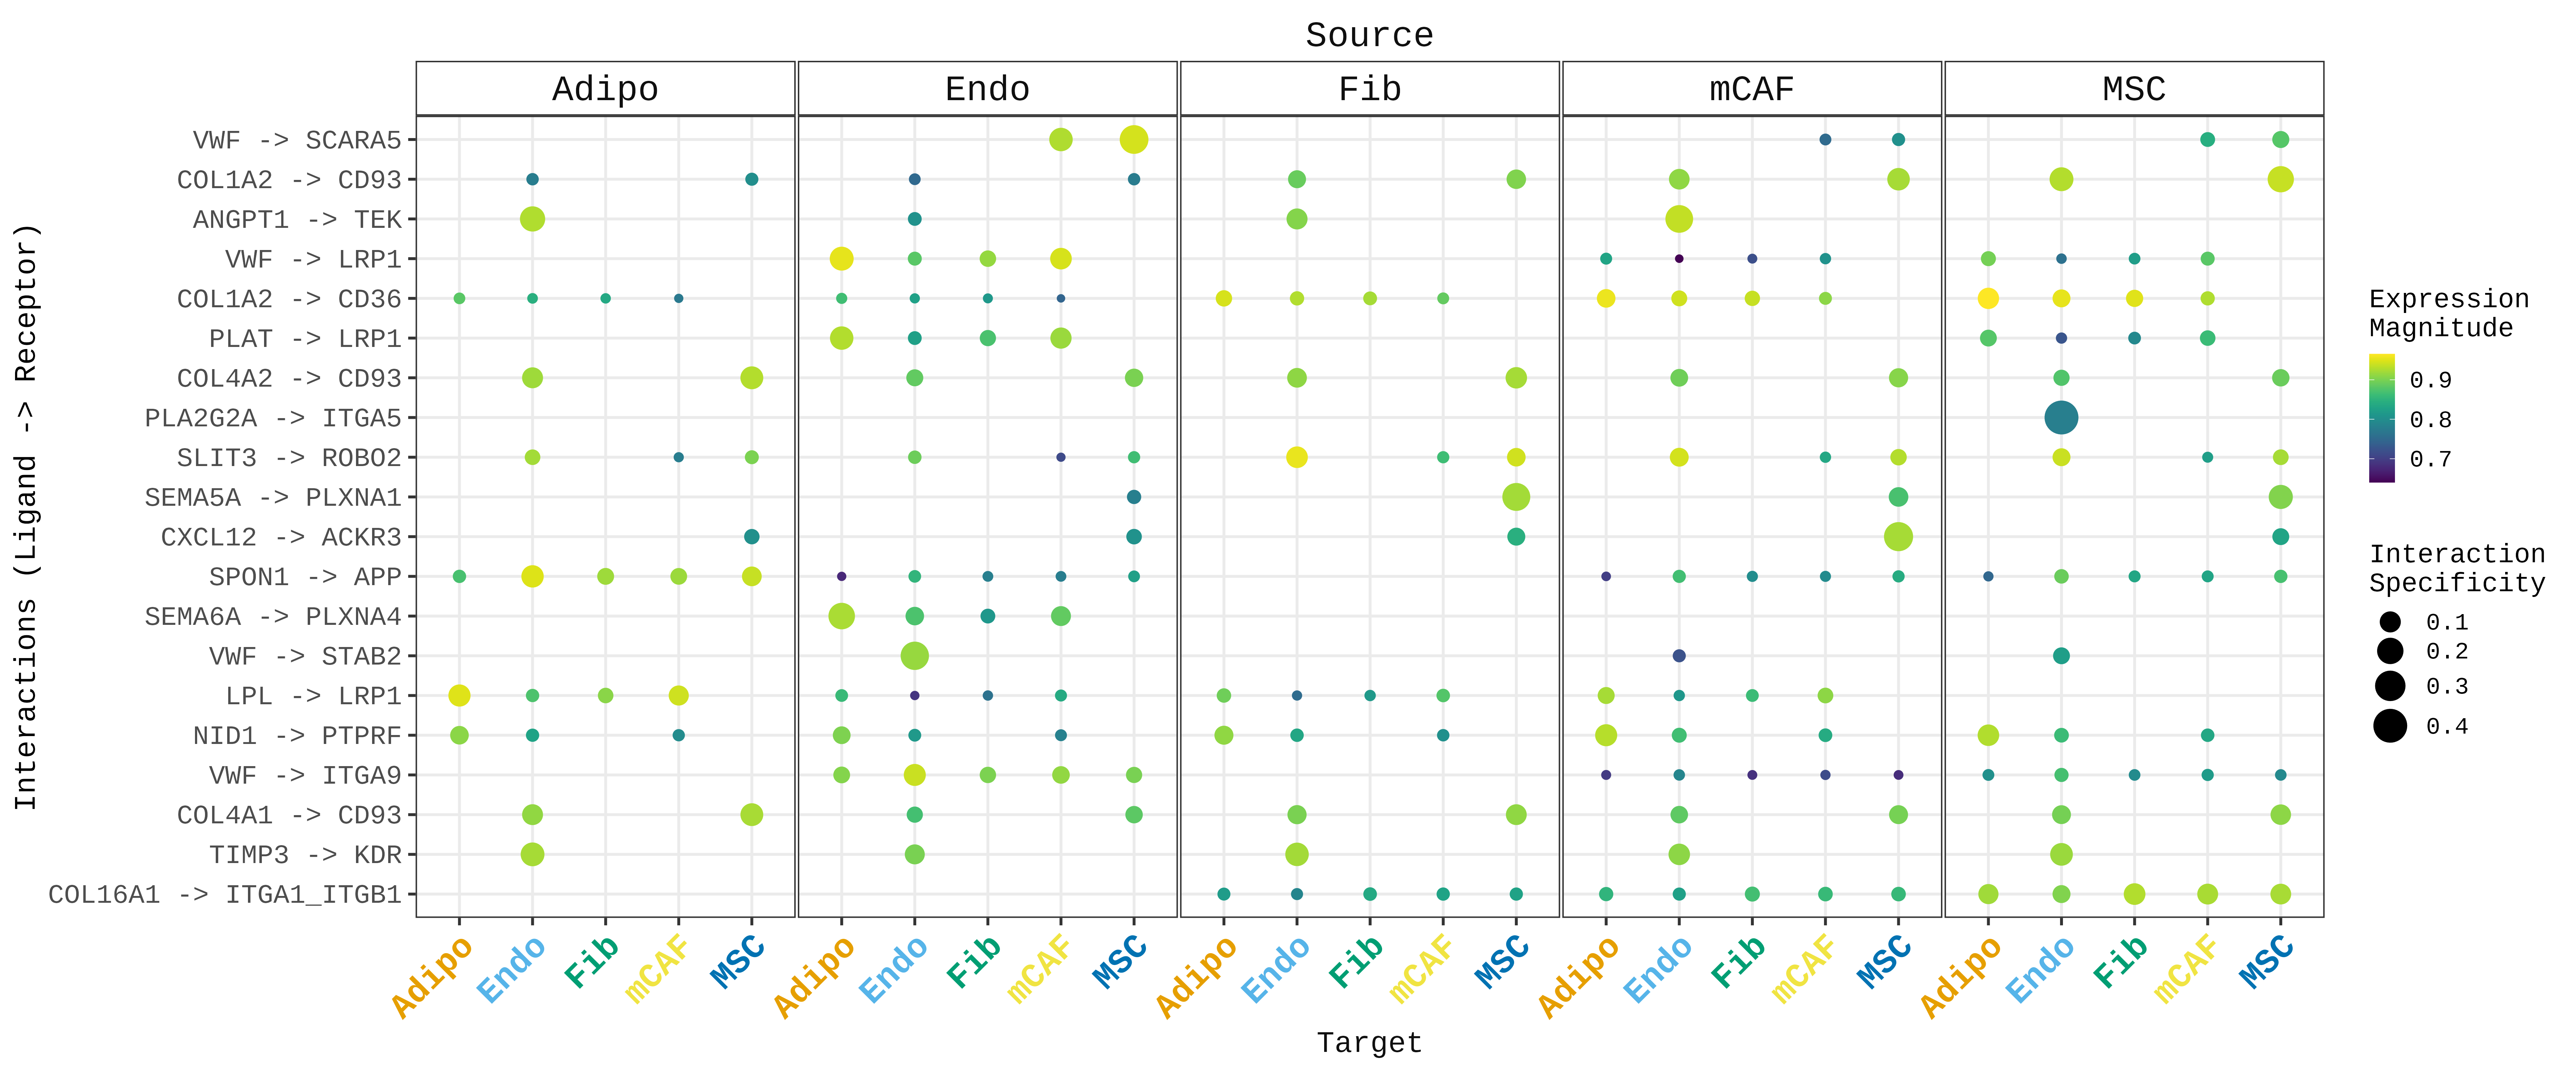 Source
Adipo Endo Fib mCAF MSC
Interactions (Ligand -> Receptor)
VWF -> SCARA5
COL1A2 -> CD93
ANGPT1 -> TEK
VWF -> LRP1
COL1A2 -> CD36
PLAT -> LRP1
COL4A2 -> CD93
PLA2G2A -> ITGA5
SLIT3 -> ROBO2
SEMA5A -> PLXNA1
CXCL12 -> ACKR3
SPON1 -> APP
SEMA6A -> PLXNA4
VWF -> STAB2
LPL -> LRP1
NID1 -> PTPRF
VWF -> ITGA9
COL4A1 -> CD93
TIMP3 -> KDR
COL16A1 -> ITGA1_ITGB1
Adipo Endo Fib mCAF MSC Adipo Endo Fib mCAF MSC Adipo Endo Fib mCAF MSC Adipo Endo Fib mCAF MSC Adipo Endo Fib mCAF MSC
Target
Expression
Magnitude
0.9
0.8
0.7
Interaction
Specificity
0.1
0.2
0.3
0.4